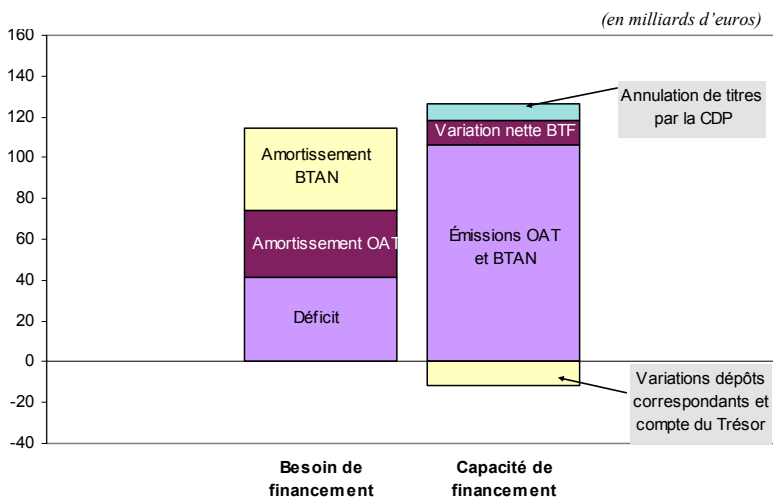 (en milliards d’euros)
160
140
120
100
80
60
40
20
0
-20
-40
Amortissement
BTAN
Amortissement OAT
Déficit
Variation nette BTF
Émissions OAT
et BTAN
Annulation de titres
par la CDP
Variations dépôts
correspondants et
compte du Trésor
Besoin de
financement
Capacité de
financement